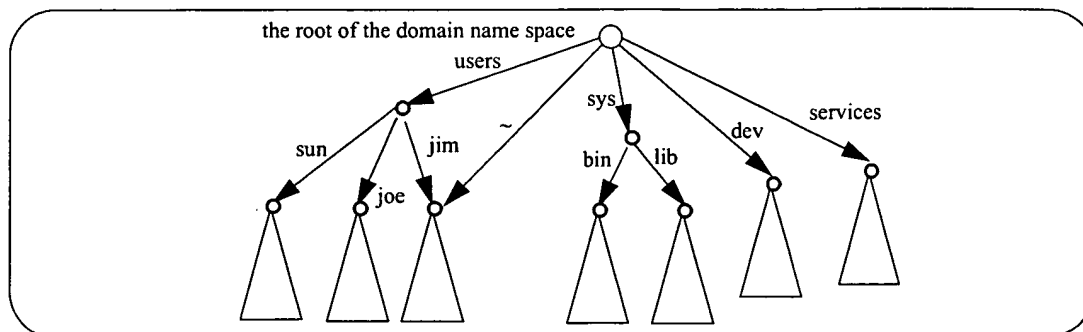 the root of the domain name space
users
sys
services
~
dev
sun
jim
bin
lib
joe